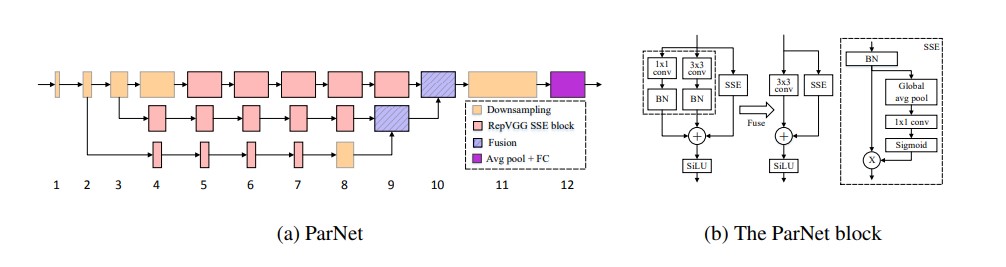 Downsampling
RepVGG SSE block
Fusion
Avg pool + FC
1 2 3 4 5 6 7 8 9 10 11 12
(a) ParNet
1x1
conv
3x3
conv
SSE
BN
BN
+
SiLU
Fuse
3x3
conv
SSE
+
SiLU
SSE
BN
Global
avg pool
1x1 conv
Sigmoid
X
(b) The ParNet block